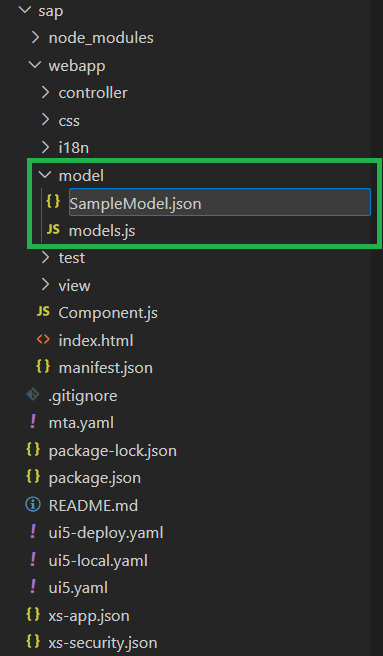 sap
node_modules
webapp
controller
css
i18n
model
{} SampleModel.json
JS models.js
test
view
JS Component.js
<> index.html
{} manifest.json
.gitignore
! mta.yaml
{} package-lock.json
{} package.json
README.md
! ui5-deploy.yaml
! ui5-local.yaml
! ui5.yaml
{} xs-app.json
{} xs-security.json